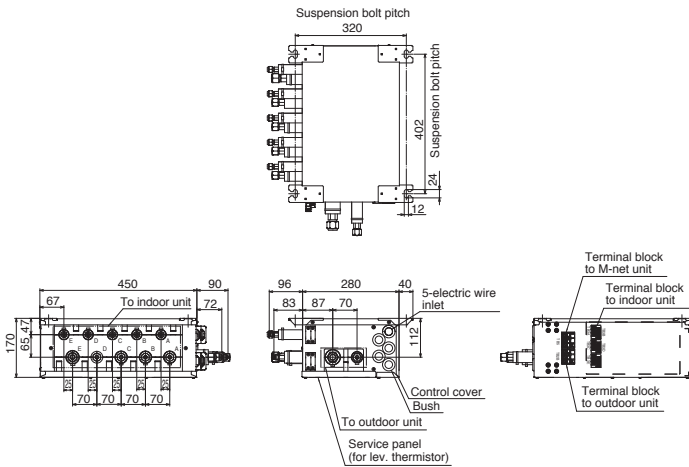 Suspension bolt pitch
320
402
Suspension bolt pitch
24
12
450
90
67
To indoor unit
72
170
65
47
E D C B A
E D C B A
25 25 25 25 25
70 70 70 70
96
280
40
83
87
70
5-electric wire
inlet
112
Control cover
Bush
To outdoor unit
Service panel
(for lev. thermistor)
Terminal block
to M-net unit
Terminal block
to indoor unit
Terminal block
to outdoor unit